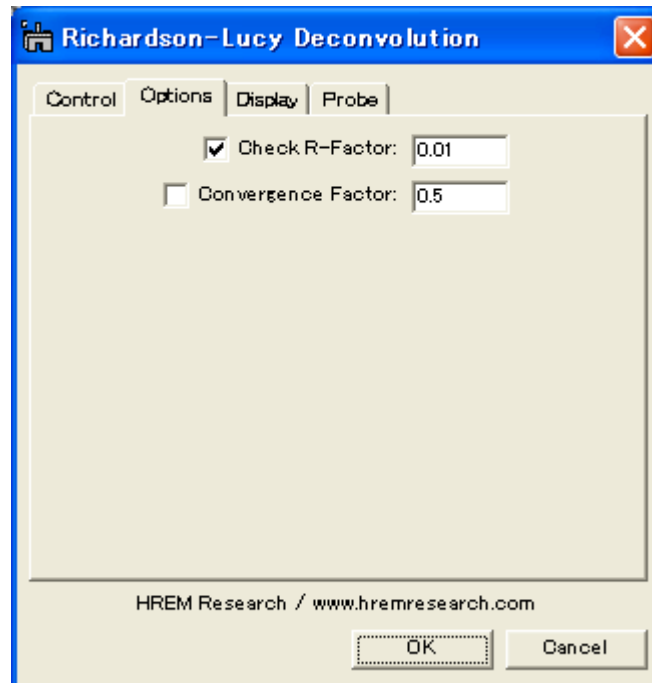 Richardson-Lucy Deconvolution
Control Options Display Probe
Check R-Factor: 0.01
Convergence Factor: 0.5
HREM Research / www.hremresearch.com
OK Cancel